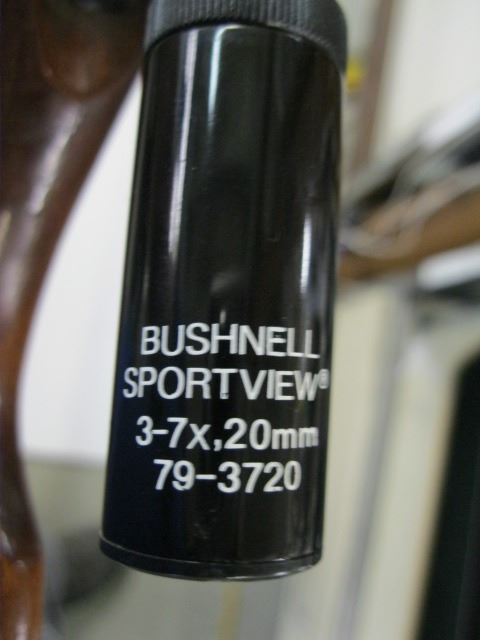 BUSHNELL
SPORTVIEW®
3-7x,20mm
79-3720